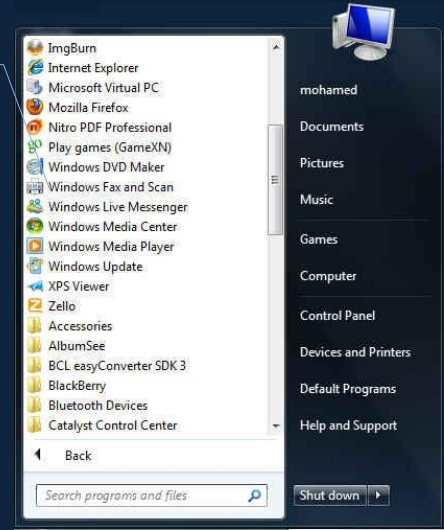 ImgBurn
Internet Explorer
Microsoft Virtual PC
Mozilla Firefox
Nitro PDF Professional
Play games (GameXN)
Windows DVD Maker
Windows Fax and Scan
Windows Live Messenger
Windows Media Center
Windows Media Player
Windows Update
XPS Viewer
Zello
Accessories
AlbumSee
BCL easyConverter SDK 3
BlackBerry
Bluetooth Devices
Catalyst Control Center
Back
Search programs and files
mohamed
Documents
Pictures
Music
Games
Computer
Control Panel
Devices and Printers
Default Programs
Help and Support
Shut down